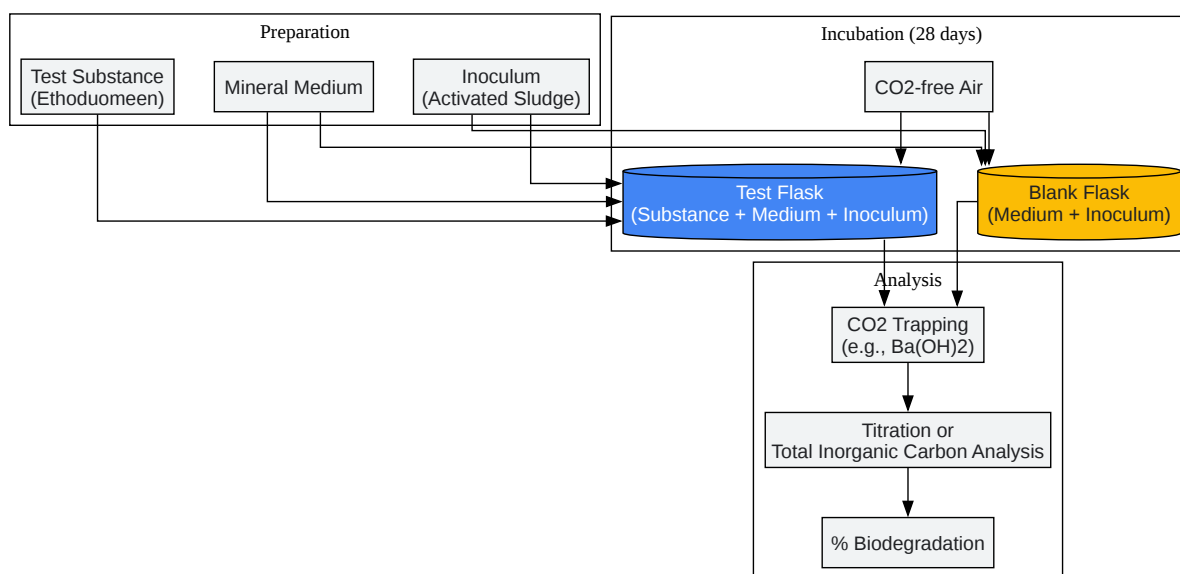 Preparation
Test Substance
(Ethoduomeen)
Mineral Medium
Inoculum
(Activated Sludge)
Incubation (28 days)
CO2-free Air
Test Flask
(Substance + Medium + Inoculum)
Blank Flask
(Medium + Inoculum)
Analysis
CO2 Trapping
(e.g., Ba(OH)2)
Titration or
Total Inorganic Carbon Analysis
% Biodegradation